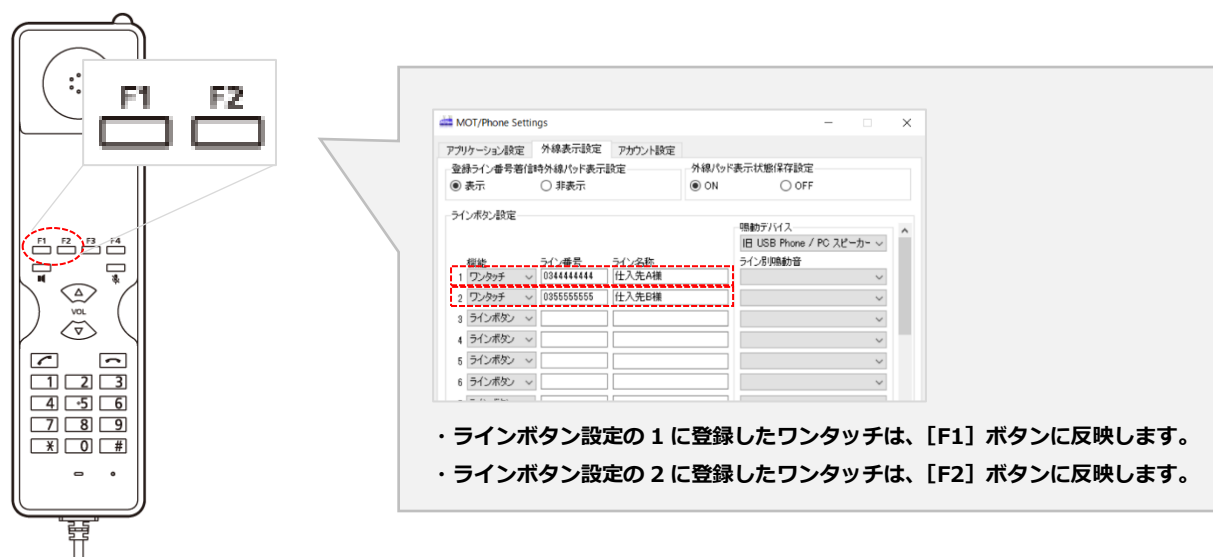 F1 F2
F1 F2 F3 F4
VOL
1 2 3
4 5 6
7 8 9
* 0 #
MOT/Phone Settings
アプリケーション設定 外線表示設定 アカウント設定
登録ライン番号着信時外線パッド表示設定 外線パッド表示状態保存設定
表示 非表示 ON OFF
ラインボタン設定
鳴動デバイス
旧 USB Phone / PC スピーカー
機能 ライン番号 ライン名称 ライン別鳴動音
1 ワンタッチ 0344444444 仕入先A様
2 ワンタッチ 0355555555 仕入先B様
3 ラインボタン
4 ラインボタン
5 ラインボタン
6 ラインボタン
・ラインボタン設定の 1 に登録したワンタッチは、[F1] ボタンに反映します。
・ラインボタン設定の 2 に登録したワンタッチは、[F2] ボタンに反映します。